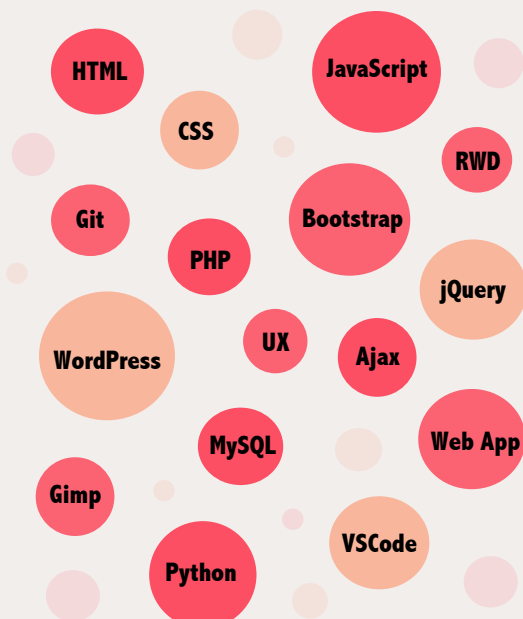 HTML
JavaScript
CSS
RWD
Git
Bootstrap
PHP
jQuery
UX
Ajax
WordPress
MySQL
Web App
Gimp
VSCode
Python